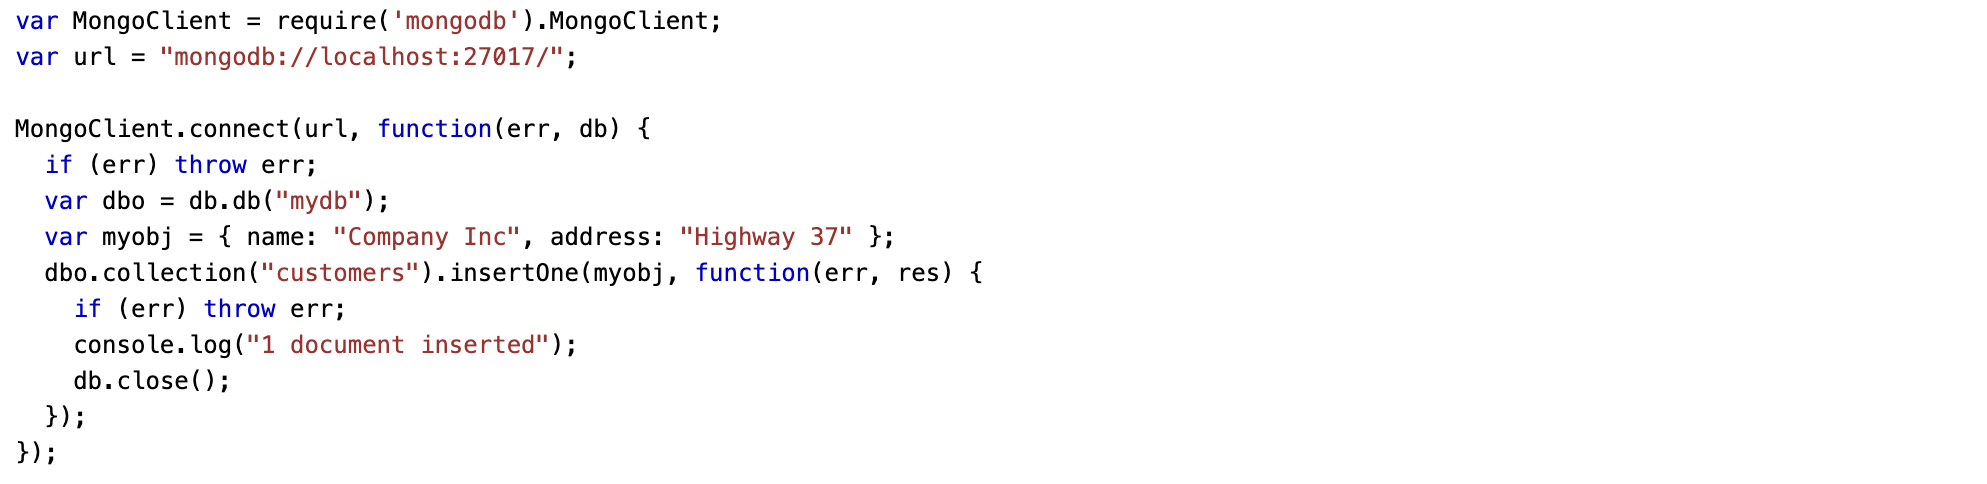 var MongoClient = require('mongodb').MongoClient;
var url = "mongodb://localhost:27017/";

MongoClient.connect(url, function(err, db) {
  if (err) throw err;
  var dbo = db.db("mydb");
  var myobj = { name: "Company Inc", address: "Highway 37" };
  dbo.collection("customers").insertOne(myobj, function(err, res) {
    if (err) throw err;
    console.log("1 document inserted");
    db.close();
  });
});